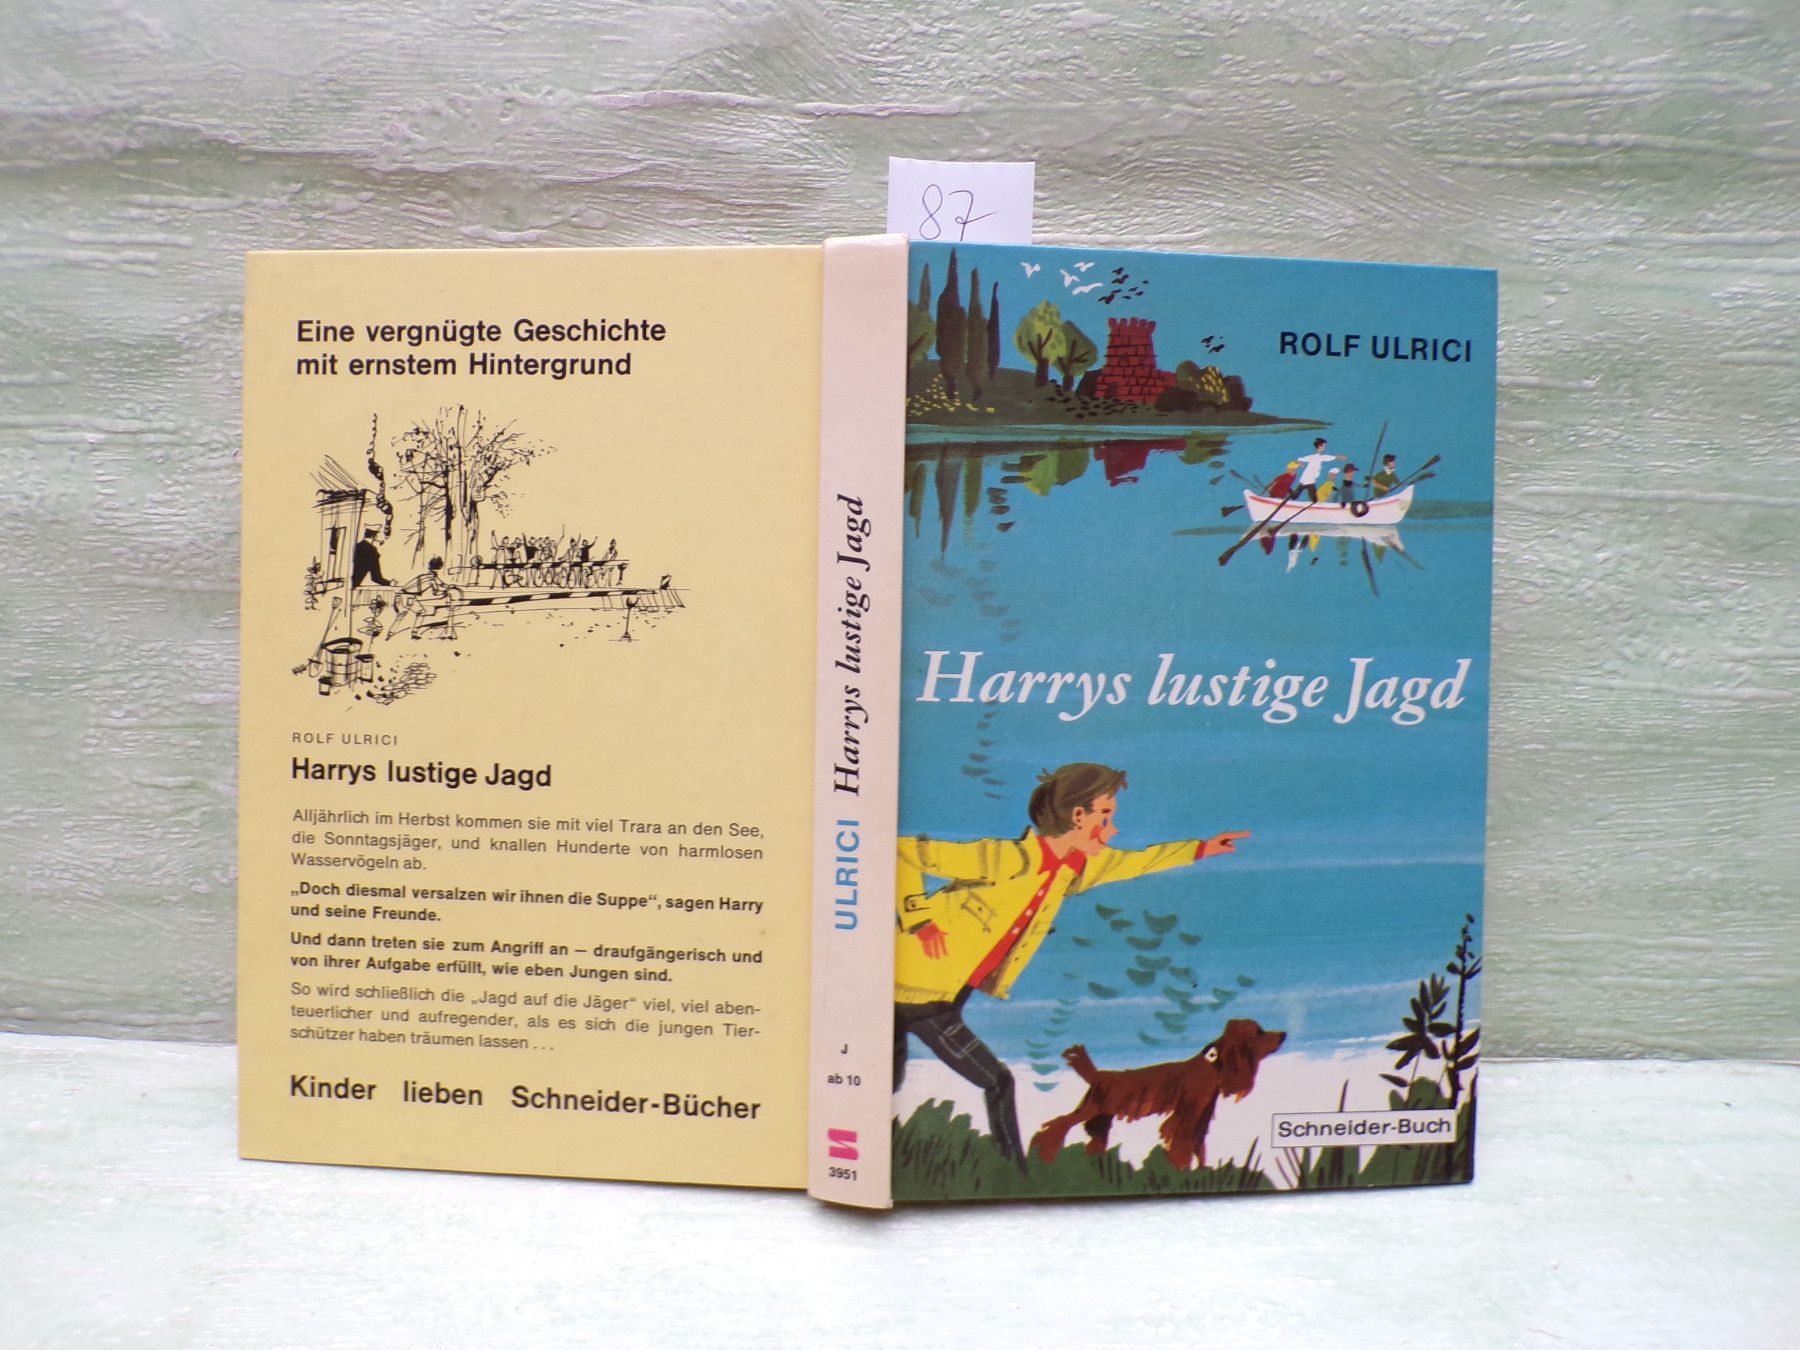 87
Eine vergnügte Geschichte
mit ernstem Hintergrund
ROLF ULRICI
Harrys lustige Jagd
Alljährlich im Herbst kommen sie mit viel Trara an den See,
die Sonntagsjäger, und knallen Hunderte von harmlosen
Wasservögeln ab.
„Doch diesmal versalzen wir ihnen die Suppe“, sagen Harry
und seine Freunde.
Und dann treten sie zum Angriff an – draufgängerisch und
von ihrer Aufgabe erfüllt, wie eben Jungen sind.
So wird schließlich die „Jagd auf die Jäger“ viel, viel aben-
teuerlicher und aufregender, als es sich die jungen Tier-
schützer haben träumen lassen . . .
Kinder lieben Schneider-Bücher
ULRICI Harrys lustige Jagd
J
ab 10
3951
ROLF ULRICI
Harrys lustige Jagd
Schneider-Buch